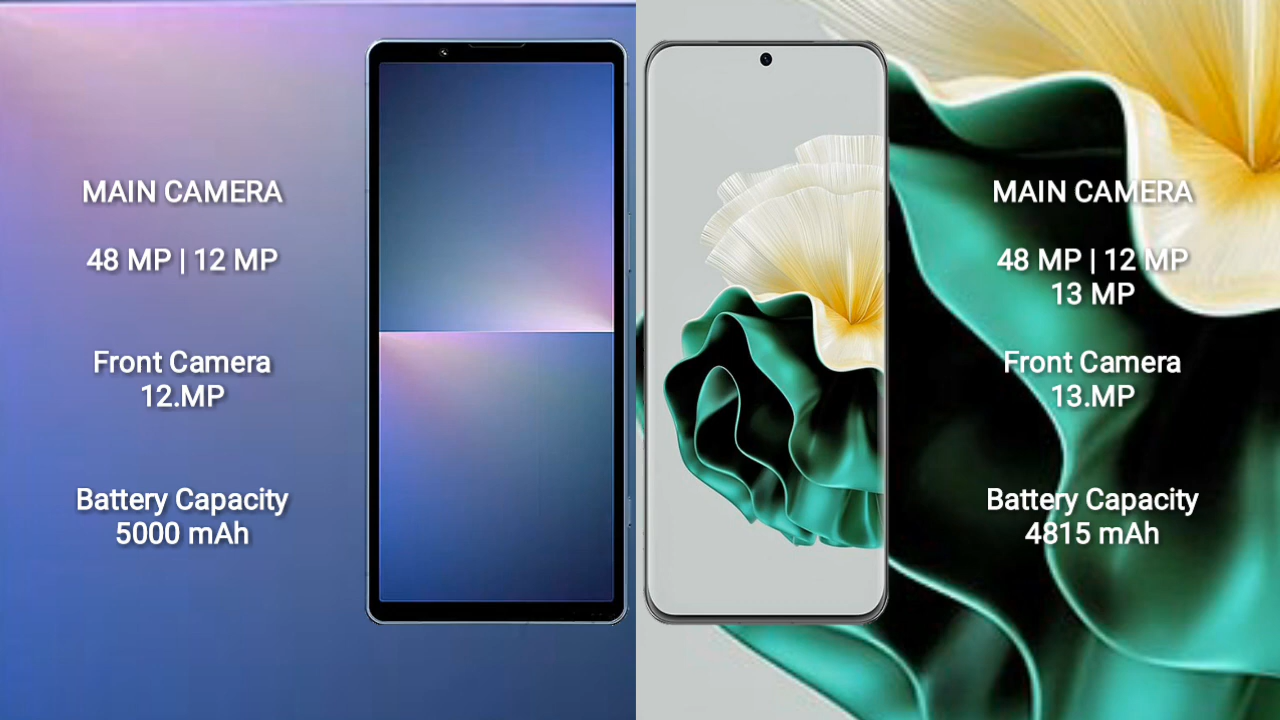 MAIN CAMERA
48 MP | 12 MP
Front Camera
12.MP
Battery Capacity
5000 mAh
MAIN CAMERA
48 MP | 12 MP
13 MP
Front Camera
13.MP
Battery Capacity
4815 mAh